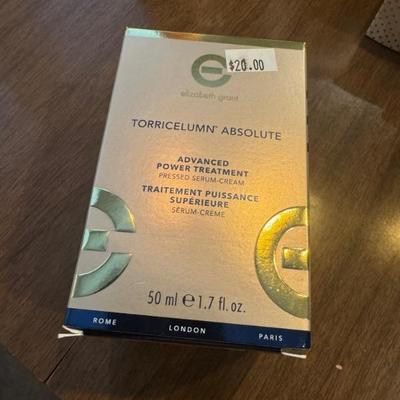 $20.00
elizabeth grant
TORRICELUMN™ ABSOLUTE
ADVANCED
POWER TREATMENT
PRESSED SERUM-CREAM
TRAITEMENT PUISSANCE
SUPÉRIEURE
SÉRUM-CRÈME
50 ml ℮ 1.7 fl. oz.
ROME LONDON PARIS